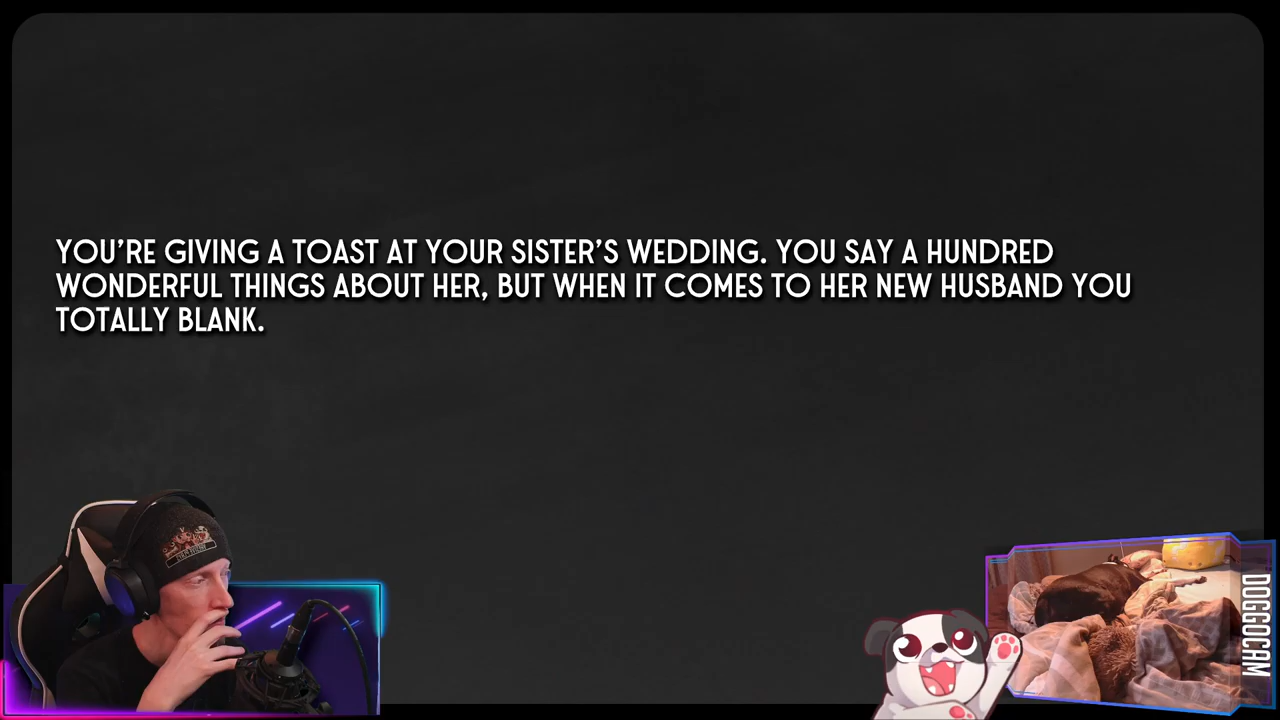 YOU'RE GIVING A TOAST AT YOUR SISTER'S WEDDING. YOU SAY A HUNDRED
WONDERFUL THINGS ABOUT HER, BUT WHEN IT COMES TO HER NEW HUSBAND YOU
TOTALLY BLANK.
DOGGOCAM